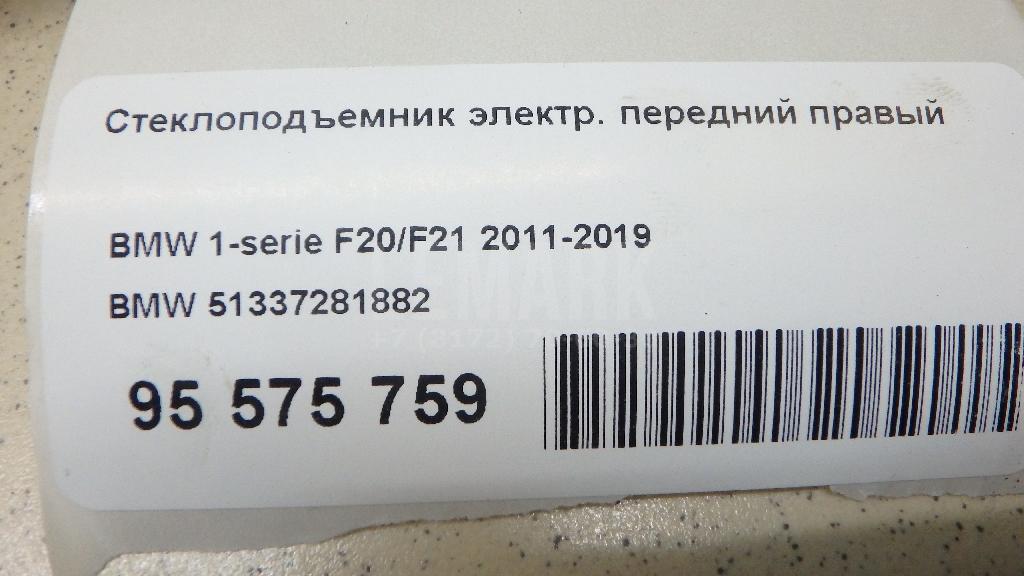 Стеклоподъемник электр. передний правый
BMW 1-serie F20/F21 2011-2019
BMW 51337281882
95 575 759